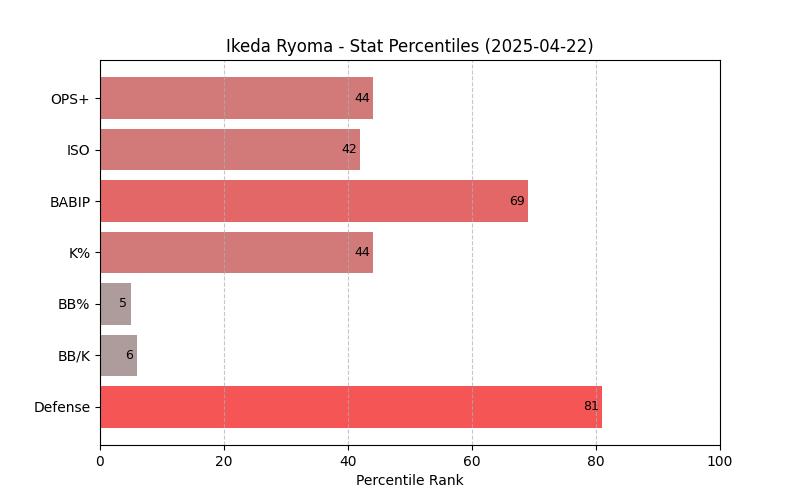 Ikeda Ryoma - Stat Percentiles (2025-04-22)
OPS+ 44
ISO 42
BABIP 69
K% 44
BB% 5
BB/K 6
Defense 81
0 20 40 60 80 100
Percentile Rank